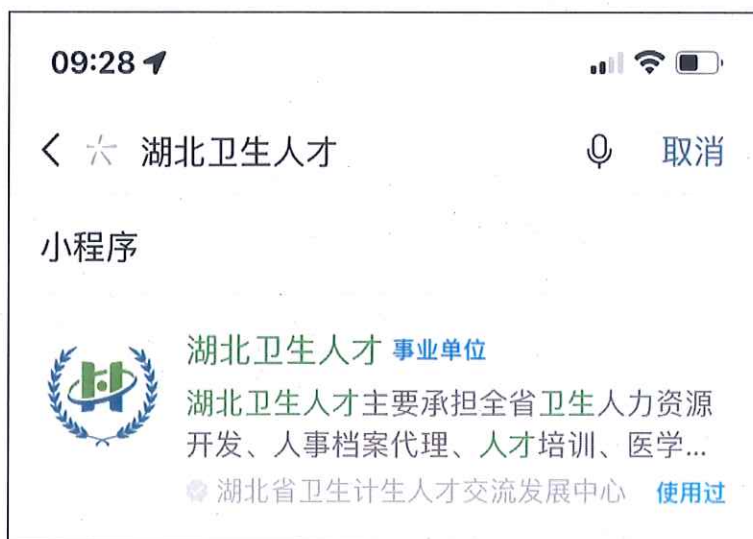 09:28
湖北卫生人才
取消
小程序
湖北卫生人才 事业单位
湖北卫生人才主要承担全省卫生人力资源
开发、人事档案代理、人才培训、医学...
湖北省卫生计生人才交流发展中心 使用过